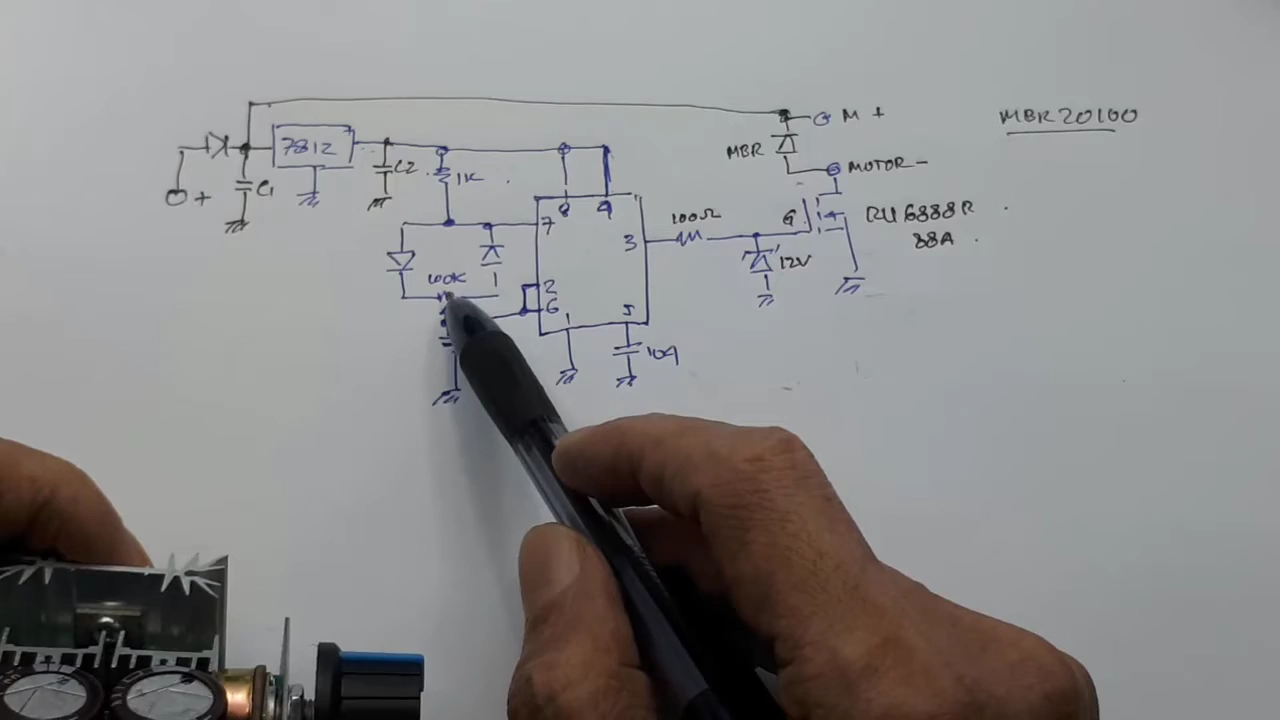 M +
MBR20100
7812
C1
C2
1K
MBR
MOTOR -
8
9
7
3
100Ω
G
RU6888R
88A
12V
100K
2
6
1
5
104
+